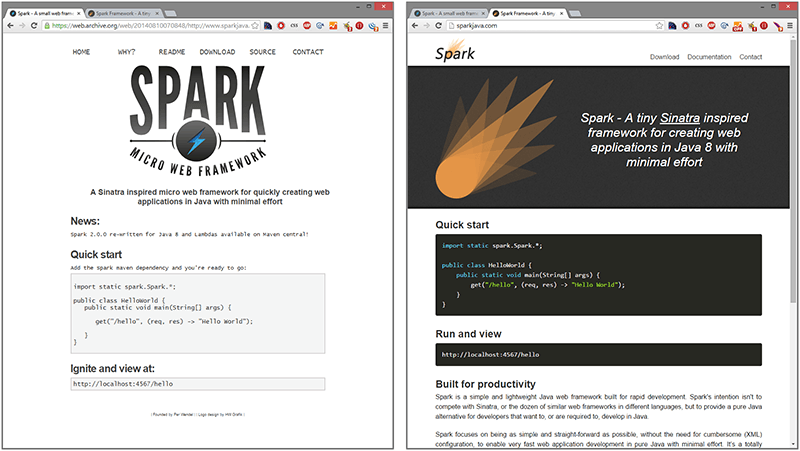 Spark - A small web fram
Spark Framework - A tin
https://web.archive.org/web/20140810070848/http://www.sparkjava.
HOME WHY? README DOWNLOAD SOURCE CONTACT
SPARK
MICRO WEB FRAMEWORK
A Sinatra inspired micro web framework for quickly creating web
applications in Java with minimal effort
News:
Spark 2.0.0 re-written for Java 8 and Lambdas available on Maven central!
Quick start
add the spark maven dependency and you're ready to go:
import static spark.Spark.*;
public class HelloWorld {
public static void main(String[] args) {
get("/hello", (req, res) -> "Hello World");
}
}
Ignite and view at:
http://localhost:4567/hello
| Founded by Per Wendel | | Logo design by HW Grafik |
Spark - A small web fram
Spark Framework - A tiny
sparkjava.com
Spark
Download Documentation Contact
Spark - A tiny Sinatra inspired
framework for creating web
applications in Java 8 with
minimal effort
Quick start
import static spark.Spark.*;
public class HelloWorld {
public static void main(String[] args) {
get("/hello", (req, res) -> "Hello World");
}
}
Run and view
http://localhost:4567/hello
Built for productivity
Spark is a simple and lightweight Java web framework built for rapid development. Spark's intention isn't to
compete with Sinatra, or the dozen of similar web frameworks in different languages, but to provide a pure Java
alternative for developers that want to, or are required to, develop in Java.
Spark focuses on being as simple and straight-forward as possible, without the need for cumbersome (XML)
configuration, to enable very fast web application development in pure Java with minimal effort. It's a totally